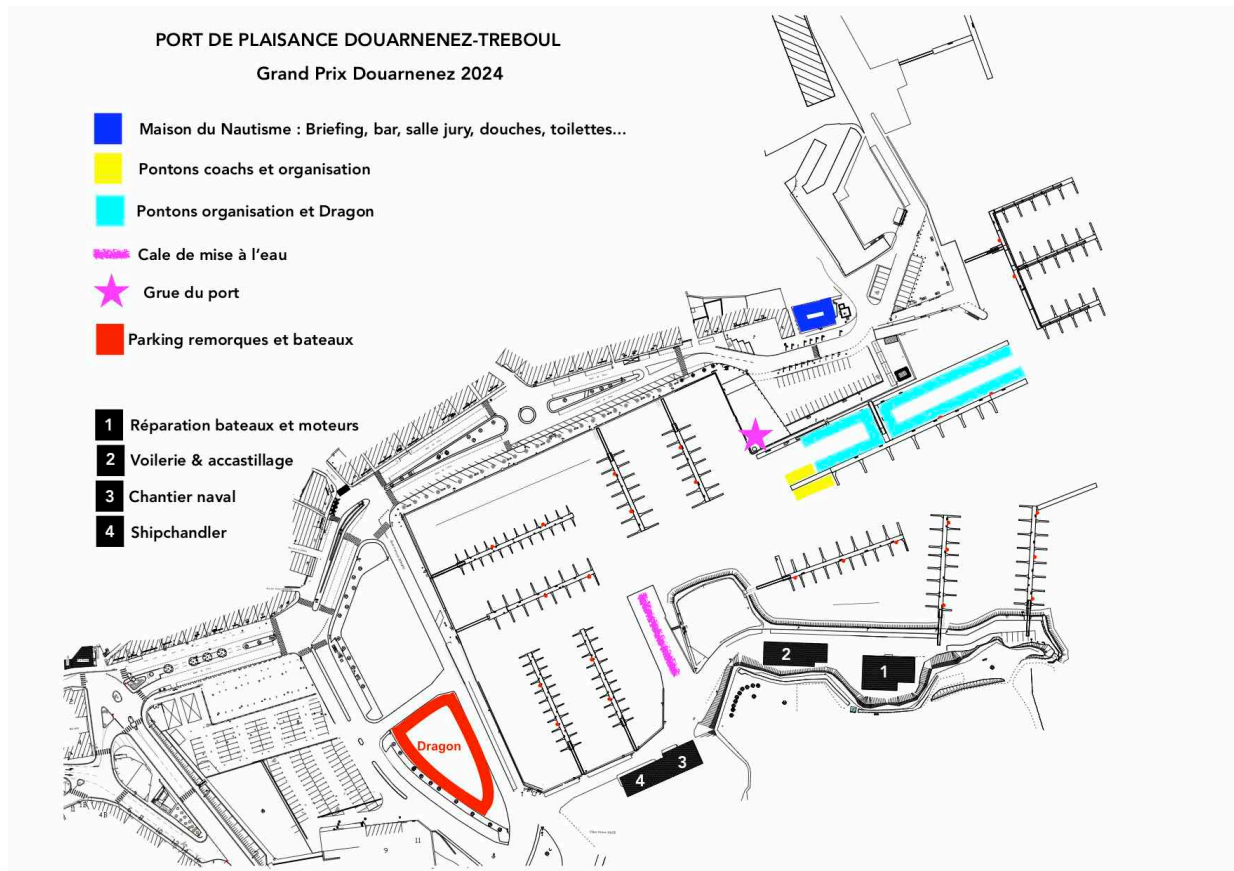 PORT DE PLAISANCE DOUARNENEZ-TREBOUL
Grand Prix Douarnenez 2024
Maison du Nautisme : Briefing, bar, salle jury, douches, toilettes...
Pontons coachs et organisation
Pontons organisation et Dragon
Cale de mise à l'eau
Grue du port
Parking remorques et bateaux
1 Réparation bateaux et moteurs
2 Voilerie & accastillage
3 Chantier naval
4 Shipchandler
2
1
3
4
Dragon
9
11